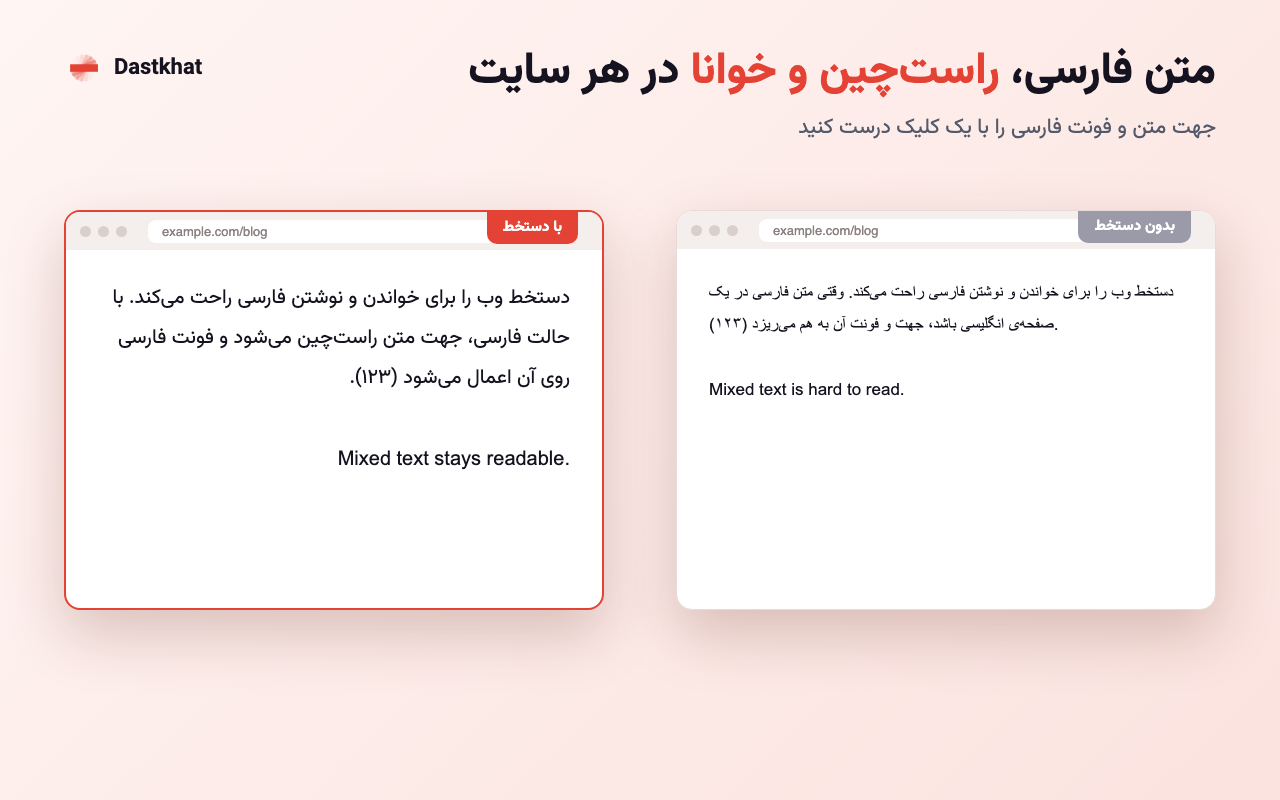 متن فارسی، راست‌چین و خوانا در هر سایت
جهت متن و فونت فارسی را با یک کلیک درست کنید
Dastkhat
بدون دستخط
example.com/blog
دستخط وب را برای خواندن و نوشتن فارسی راحت می‌کند. وقتی متن فارسی در یک
صفحه‌ی انگلیسی باشد، جهت و فونت آن به هم می‌ریزد (۱۲۳).
Mixed text is hard to read.
با دستخط
example.com/blog
دستخط وب را برای خواندن و نوشتن فارسی راحت می‌کند. با
حالت فارسی، جهت متن راست‌چین می‌شود و فونت فارسی
روی آن اعمال می‌شود (۱۲۳).
Mixed text stays readable.